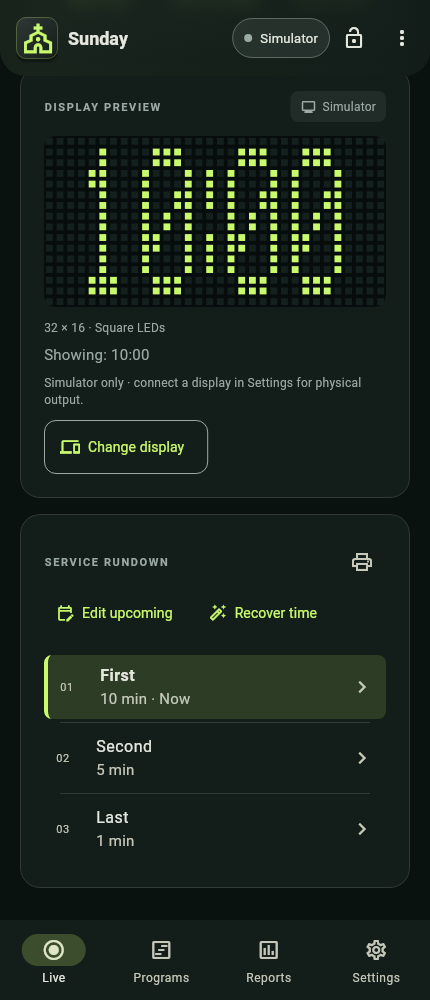 Sunday
Simulator
DISPLAY PREVIEW
Simulator
10:00
32 × 16 · Square LEDs
Showing: 10:00
Simulator only · connect a display in Settings for physical
output.
Change display
SERVICE RUNDOWN
Edit upcoming
Recover time
01
First
10 min · Now
02
Second
5 min
03
Last
1 min
Live
Programs
Reports
Settings